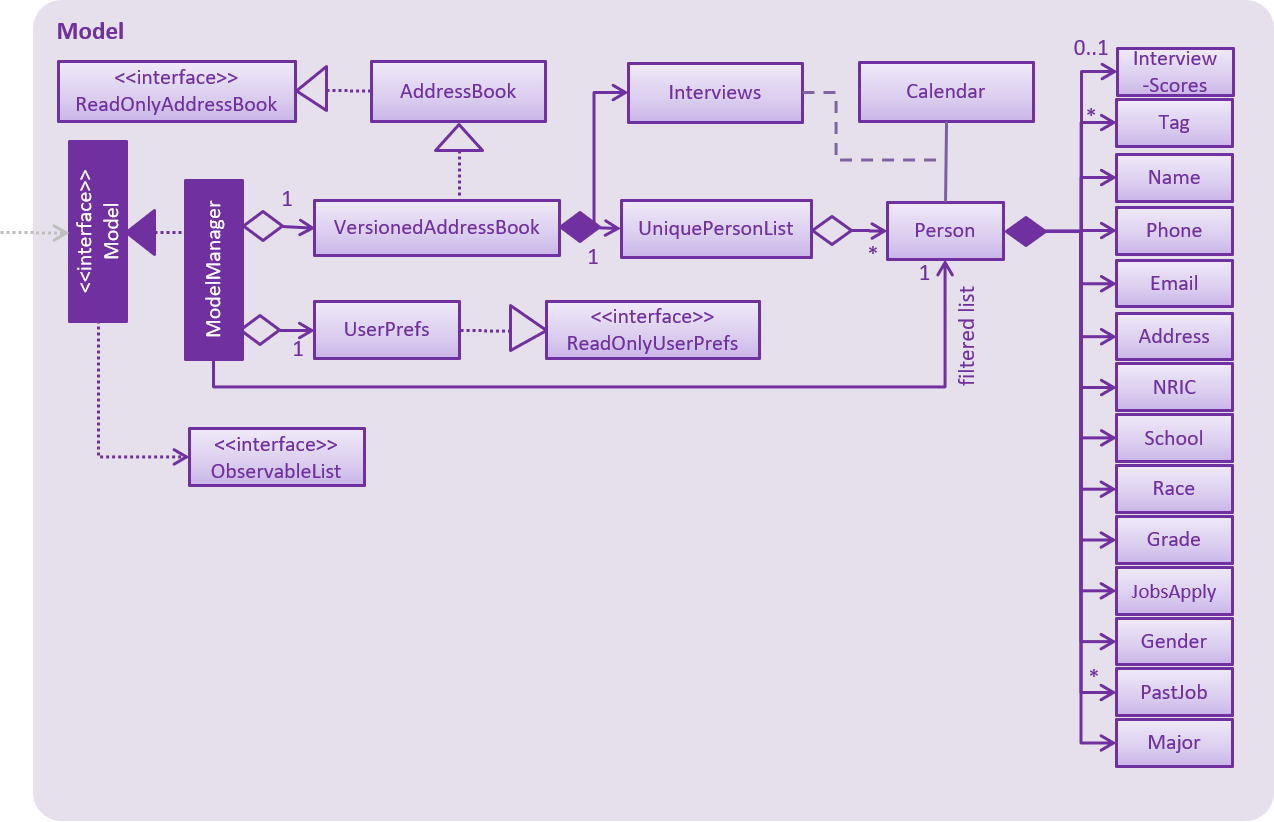 Model
<<interface>>
ReadOnlyAddressBook
AddressBook
Interviews
Calendar
0..1
Interview
-Scores
*
Tag
Name
<<interface>>
Model
ModelManager
1
VersionedAddressBook
1
UniquePersonList
*
Person
1
Phone
Email
1
UserPrefs
<<interface>>
ReadOnlyUserPrefs
filtered list
Address
NRIC
<<interface>>
ObservableList
School
Race
Grade
JobsApply
Gender
*
PastJob
Major